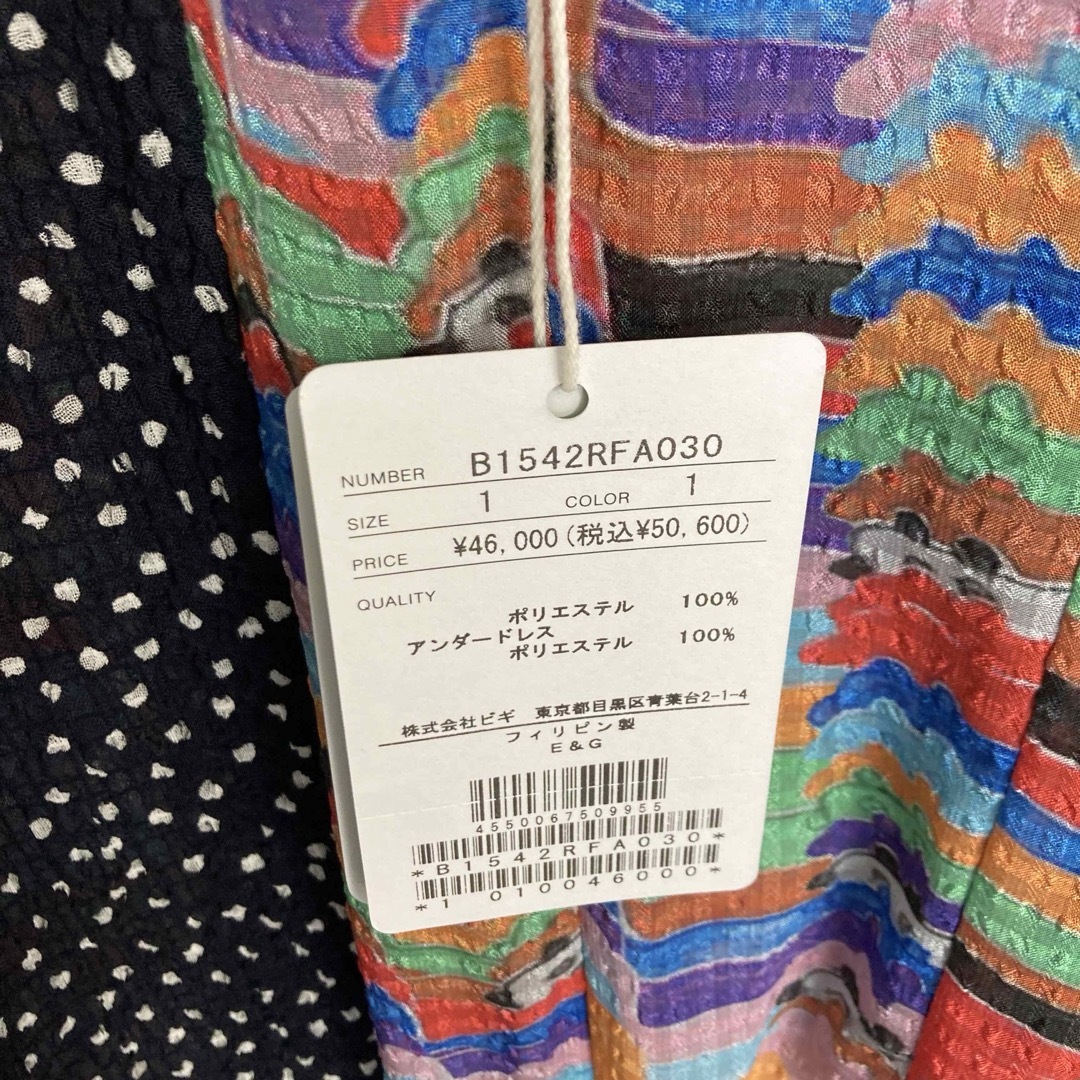 NUMBER B1542RFA030
SIZE 1 COLOR 1
PRICE ¥46,000(税込¥50,600)
QUALITY
ポリエステル 100%
アンダードレス
ポリエステル 100%
株式会社ビギ 東京都目黒区青葉台2-1-4
フィリピン製
E&G
4550067509955
*B1542RFA030*
*1 010046000*